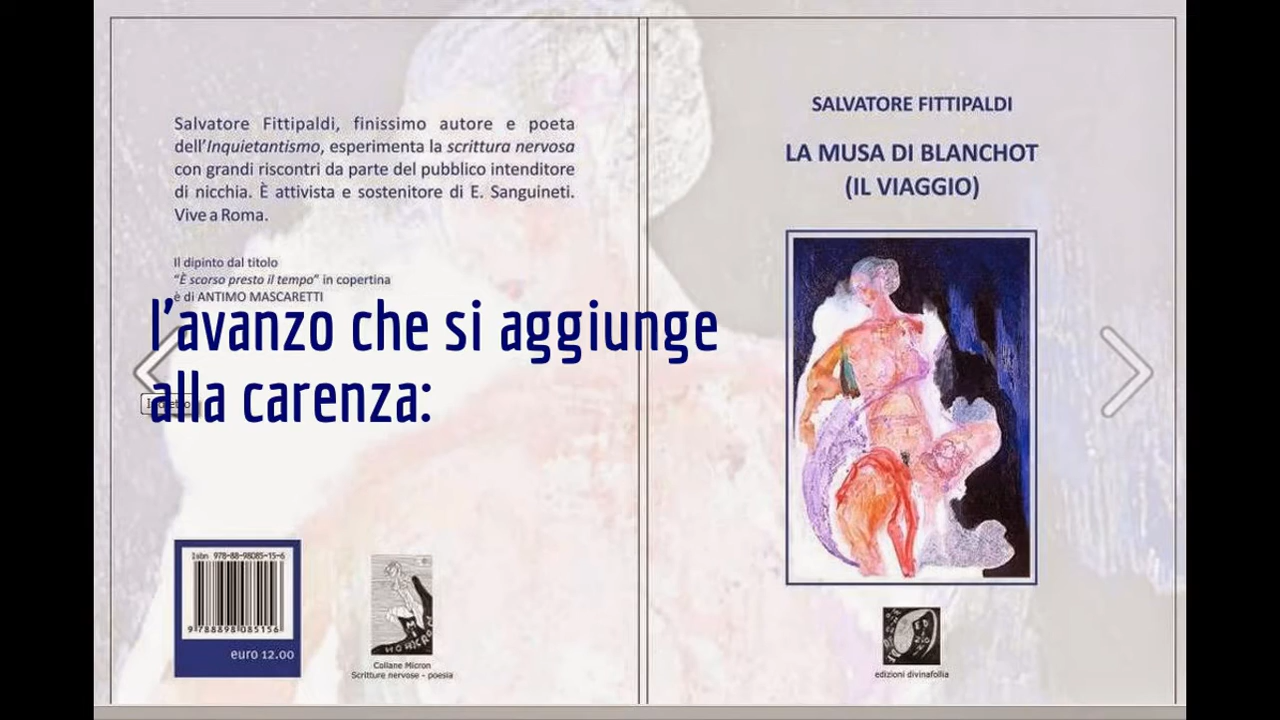 Salvatore Fittipaldi, finissimo autore e poeta
dell'Inquietantismo, esperimenta la scrittura nervosa
con grandi riscontri da parte del pubblico intenditore
di nicchia. È attivista e sostenitore di E. Sanguineti.
Vive a Roma.
Il dipinto dal titolo
“È scorso presto il tempo” in copertina
è di ANTIMO MASCARETTI
l'avanzo che si aggiunge
alla carenza:
Isbn 978-88-98085-15-6
9 788898 085156
euro 12.00
Collane Micron
Scritture nervose - poesia
SALVATORE FITTIPALDI
LA MUSA DI BLANCHOT
(IL VIAGGIO)
edizioni divinafollia